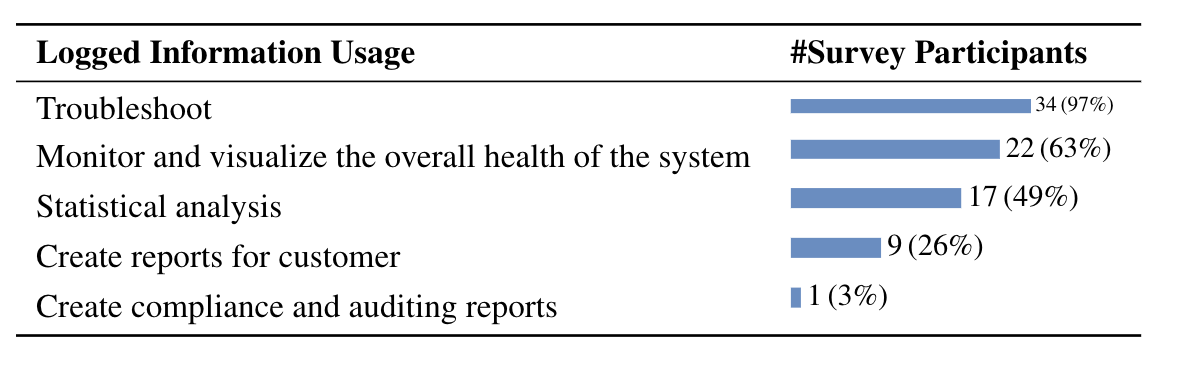 Logged Information Usage #Survey Participants
Troubleshoot 34 (97%)
Monitor and visualize the overall health of the system 22 (63%)
Statistical analysis 17 (49%)
Create reports for customer 9 (26%)
Create compliance and auditing reports 1 (3%)